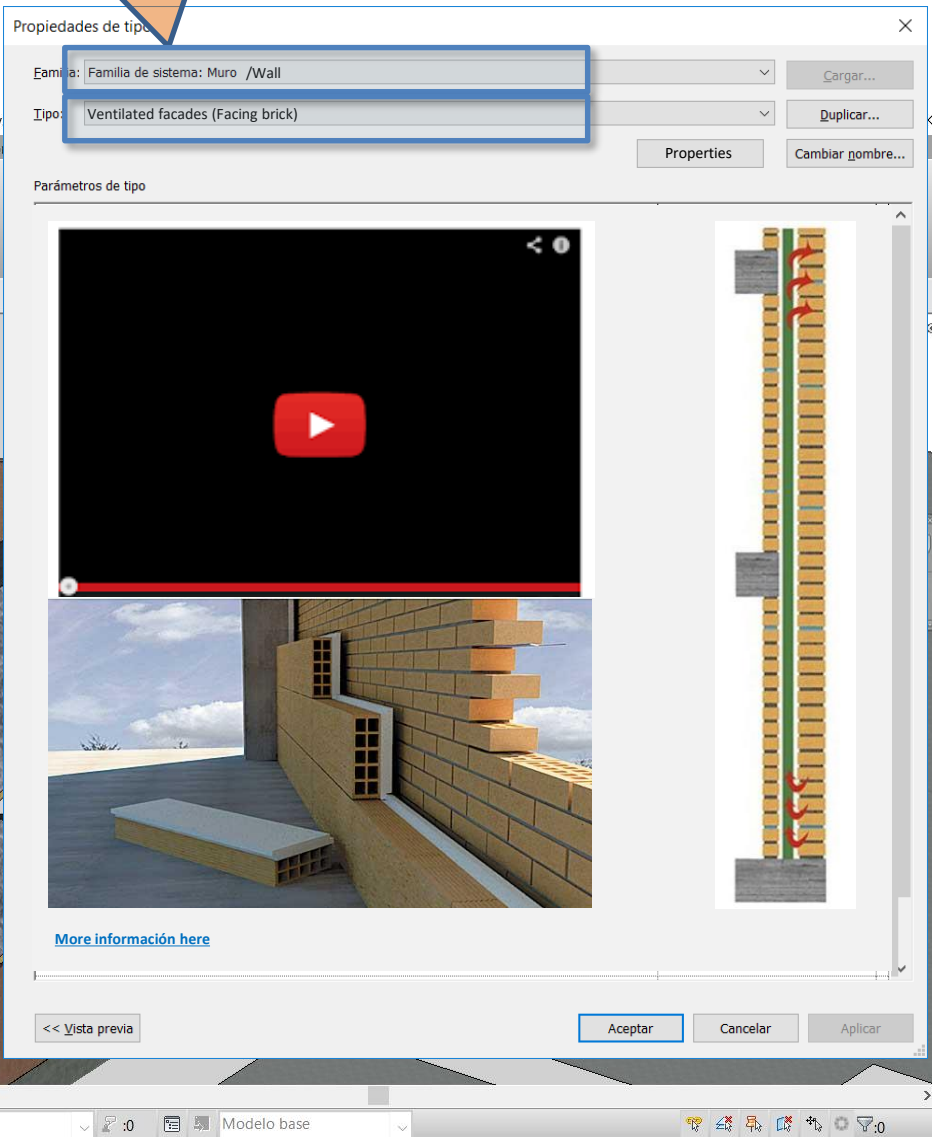 Propiedades de tipo
Familia: Familia de sistema: Muro /Wall
Cargar...
Tipo: Ventilated facades (Facing brick)
Duplicar...
Properties
Cambiar nombre...
Parámetros de tipo
More información here
<< Vista previa
Aceptar
Cancelar
Aplicar
:0
Modelo base
:0